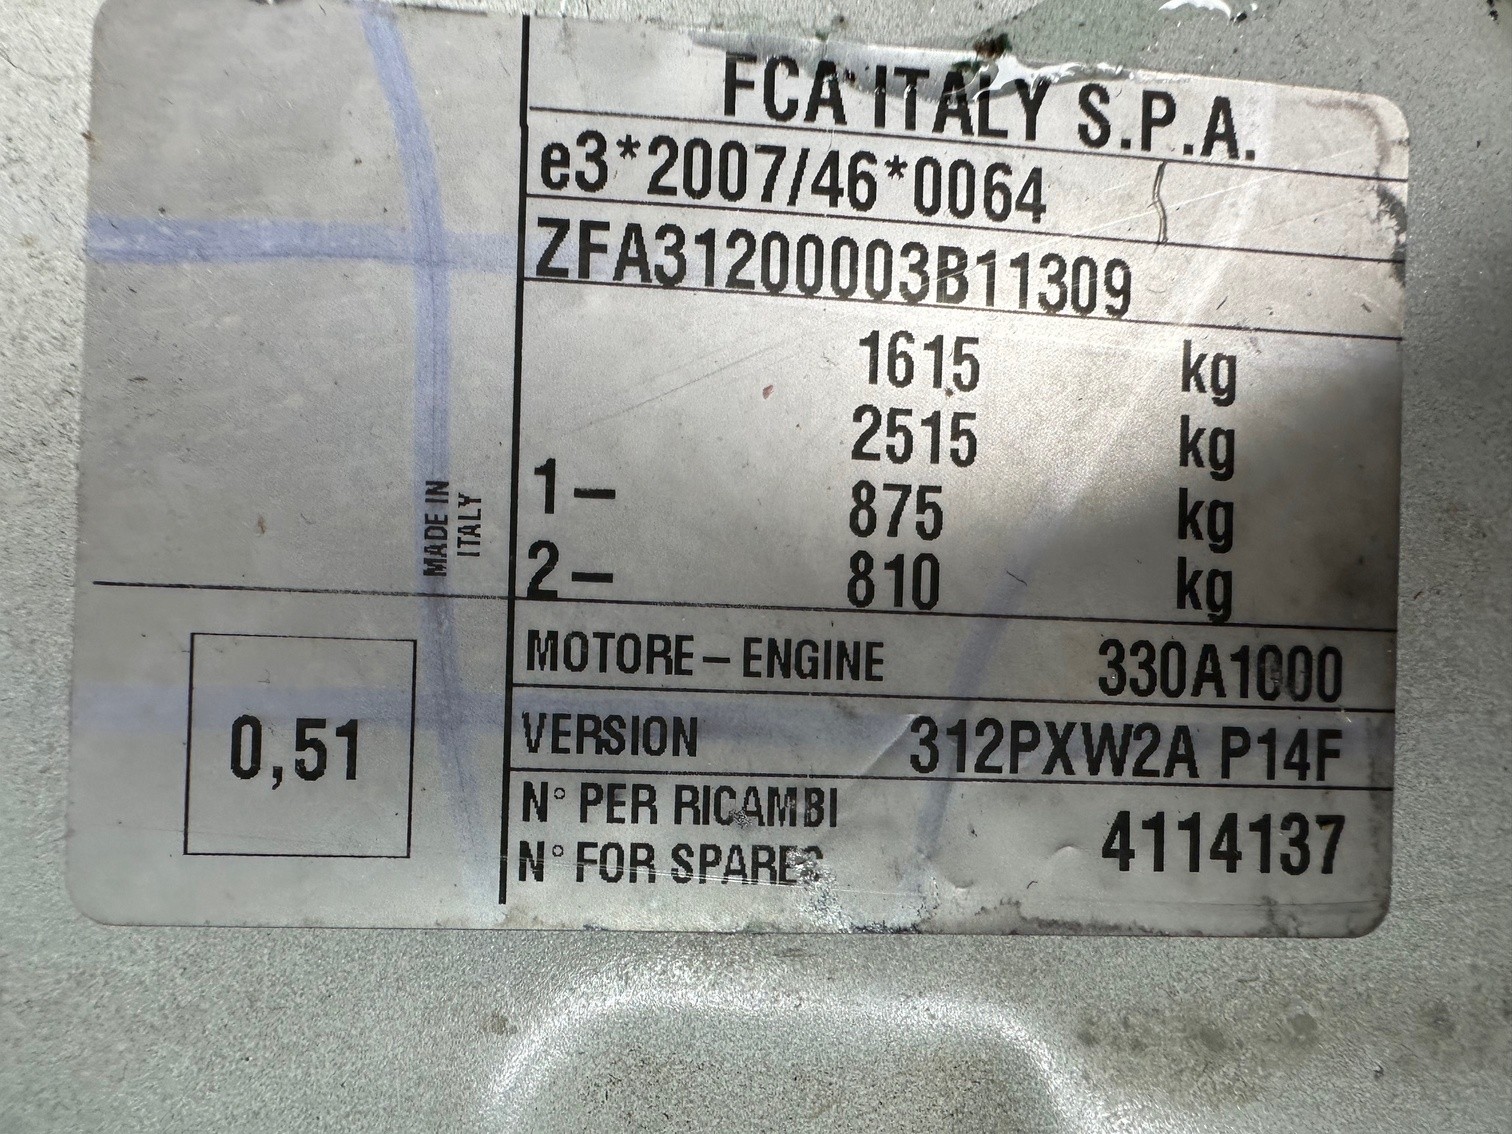 FCA ITALY S.P.A.
e3*2007/46*0064
ZFA31200003B11309
1615 kg
2515 kg
1– 875 kg
2– 810 kg
MADE IN
ITALY
MOTORE – ENGINE 330A1000
0,51
VERSION 312PXW2A P14F
N° PER RICAMBI
N° FOR SPARES
4114137